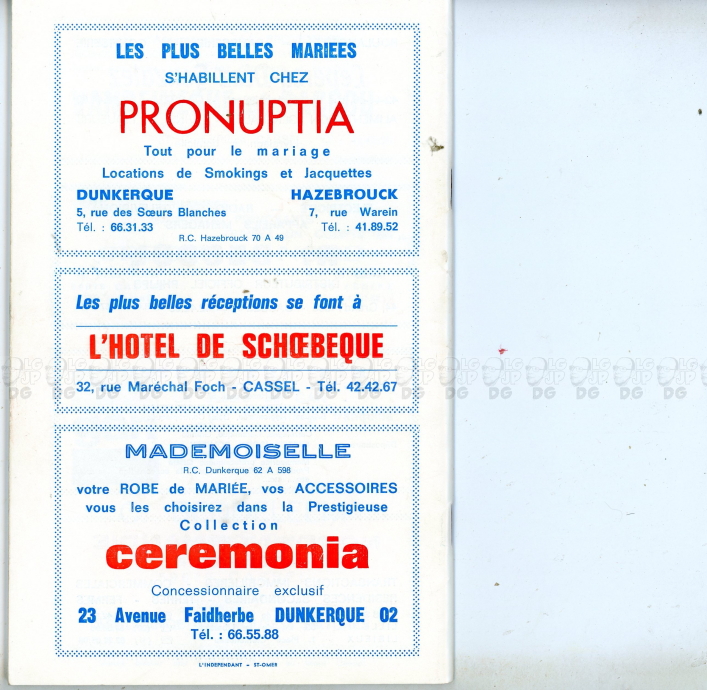 LES PLUS BELLES MARIEES
S'HABILLENT CHEZ
PRONUPTIA
Tout pour le mariage
Locations de Smokings et Jacquettes
DUNKERQUE HAZEBROUCK
5, rue des Sœurs Blanches 7, rue Warein
Tél. : 66.31.33 Tél. : 41.89.52
R.C. Hazebrouck 70 A 49
Les plus belles réceptions se font à
L'HOTEL DE SCHŒBEQUE
32, rue Maréchal Foch - CASSEL - Tél. 42.42.67
MADEMOISELLE
R.C. Dunkerque 62 A 598
votre ROBE de MARIÉE, vos ACCESSOIRES
vous les choisirez dans la Prestigieuse
Collection
ceremonia
Concessionnaire exclusif
23 Avenue Faidherbe DUNKERQUE 02
Tél. : 66.55.88
L'INDEPENDANT - ST-OMER